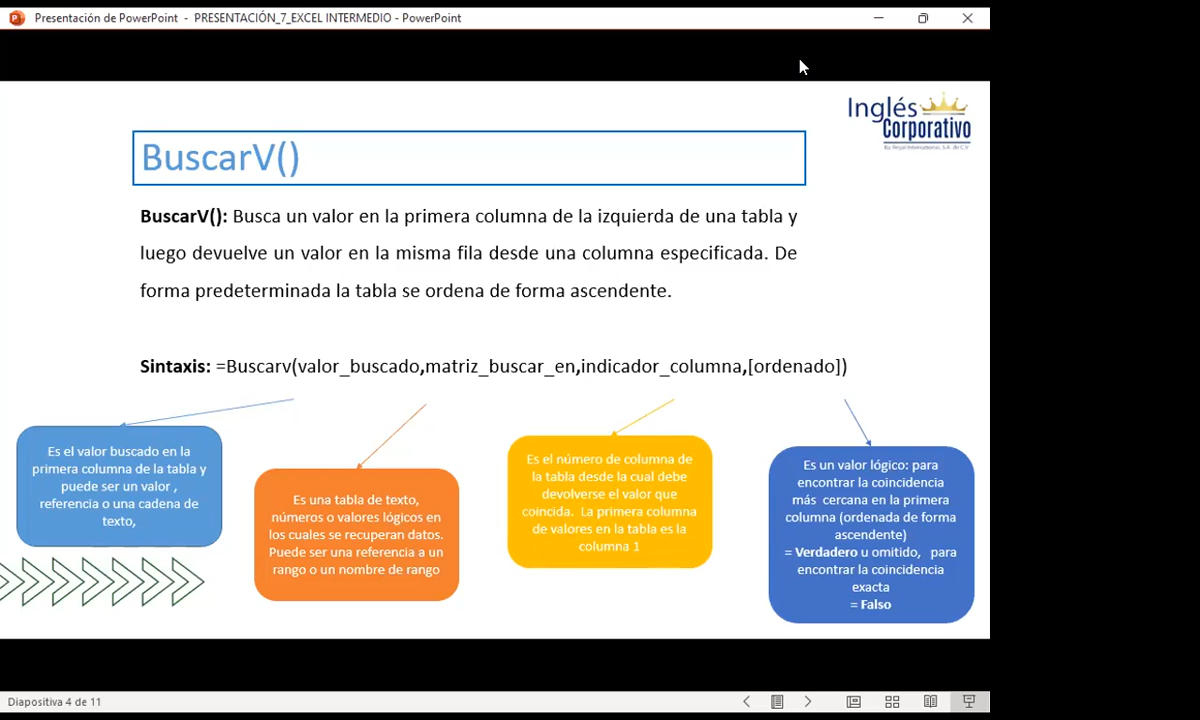 Presentación de PowerPoint - PRESENTACIÓN_7_EXCEL INTERMEDIO - PowerPoint
Inglés
Corporativo
BuscarV()
BuscarV(): Busca un valor en la primera columna de la izquierda de una tabla y
luego devuelve un valor en la misma fila desde una columna especificada. De
forma predeterminada la tabla se ordena de forma ascendente.
Sintaxis: =Buscarv(valor_buscado,matriz_buscar_en,indicador_columna,[ordenado])
Es el valor buscado en la
primera columna de la tabla y
puede ser un valor ,
referencia o una cadena de
texto,
Es una tabla de texto,
números o valores lógicos en
los cuales se recuperan datos.
Puede ser una referencia a un
rango o un nombre de rango
Es el número de columna de
la tabla desde la cual debe
devolverse el valor que
coincida. La primera columna
de valores en la tabla es la
columna 1
Es un valor lógico: para
encontrar la coincidencia
más cercana en la primera
columna (ordenada de forma
ascendente)
= Verdadero u omitido, para
encontrar la coincidencia
exacta
= Falso
Diapositiva 4 de 11